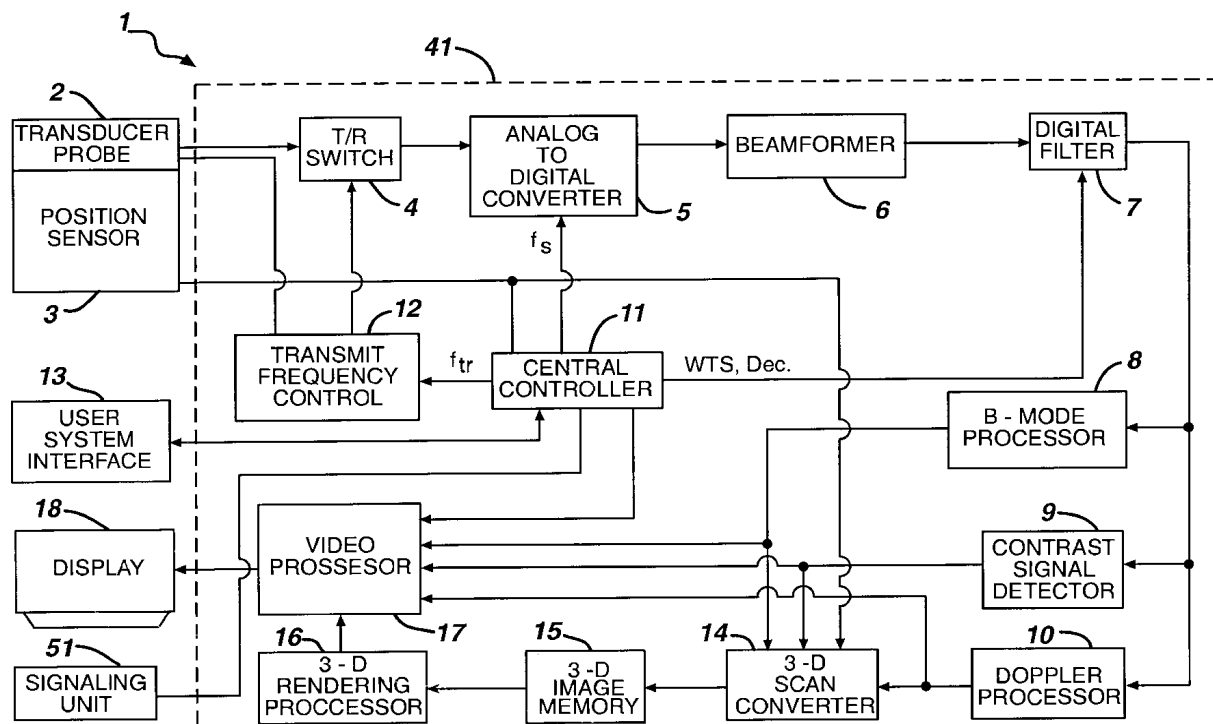 1
41
2
TRANSDUCER
PROBE
T/R
SWITCH
4
ANALOG
TO
DIGITAL
CONVERTER
5
BEAMFORMER
6
DIGITAL
FILTER
7
POSITION
SENSOR
3
fs
12
TRANSMIT
FREQUENCY
CONTROL
ftr
11
CENTRAL
CONTROLLER
WTS, Dec.
8
B - MODE
PROCESSOR
13
USER
SYSTEM
INTERFACE
18
DISPLAY
VIDEO
PROSSESOR
17
9
CONTRAST
SIGNAL
DETECTOR
51
SIGNALING
UNIT
16
3 - D
RENDERING
PROCCESSOR
15
3 - D
IMAGE
MEMORY
14
3 - D
SCAN
CONVERTER
10
DOPPLER
PROCESSOR